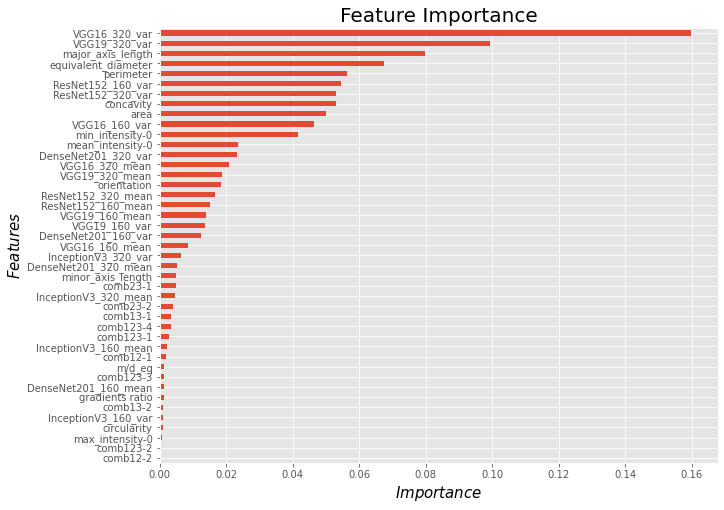 Feature Importance
VGG16_320_var
VGG19_320_var
major_axis_length
equivalent_diameter
perimeter
ResNet152_160_var
ResNet152_320_var
concavity
area
VGG16_160_var
min_intensity-0
mean_intensity-0
DenseNet201_320_var
VGG16_320_mean
VGG19_320_mean
orientation
ResNet152_320_mean
ResNet152_160_mean
VGG19_160_mean
VGG19_160_var
DenseNet201_160_var
VGG16_160_mean
InceptionV3_320_var
DenseNet201_320_mean
minor_axis_length
comb23-1
InceptionV3_320_mean
comb23-2
comb13-1
comb123-4
comb123-1
InceptionV3_160_mean
comb12-1
m/d_eg
comb123-3
DenseNet201_160_mean
gradients ratio
comb13-2
InceptionV3_160_var
circularity
max_intensity-0
comb123-2
comb12-2
Features
0.00 0.02 0.04 0.06 0.08 0.10 0.12 0.14 0.16
Importance